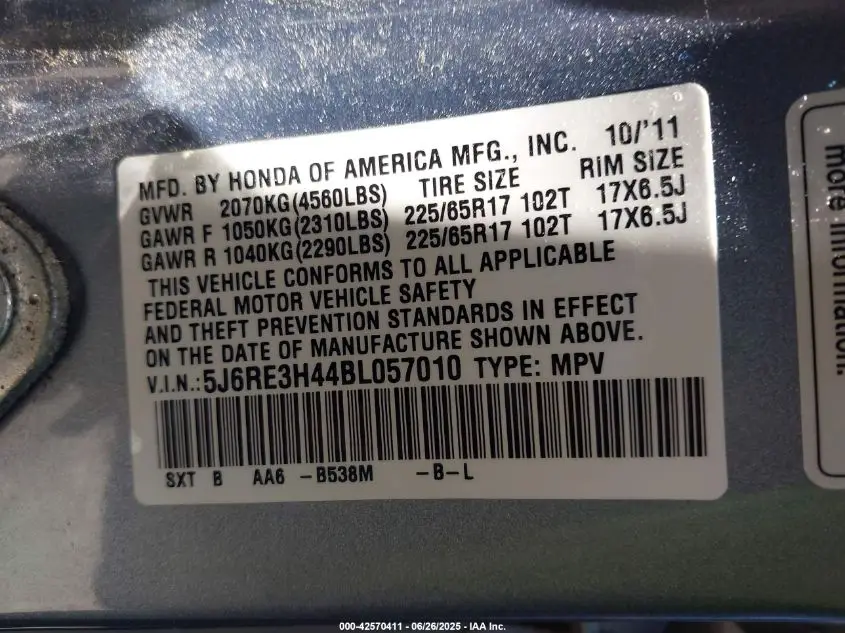 MFD. BY HONDA OF AMERICA MFG., INC. 10/'11
GVWR 2070KG(4560LBS) TIRE SIZE RIM SIZE
GAWR F 1050KG(2310LBS) 225/65R17 102T 17X6.5J
GAWR R 1040KG(2290LBS) 225/65R17 102T 17X6.5J
THIS VEHICLE CONFORMS TO ALL APPLICABLE
FEDERAL MOTOR VEHICLE SAFETY
AND THEFT PREVENTION STANDARDS IN EFFECT
ON THE DATE OF MANUFACTURE SHOWN ABOVE.
V.I.N.:5J6RE3H44BL057010 TYPE: MPV
SXT B AA6 -B538M -B-L
more information.
000-42570411 - 06/26/2025 - IAA Inc.